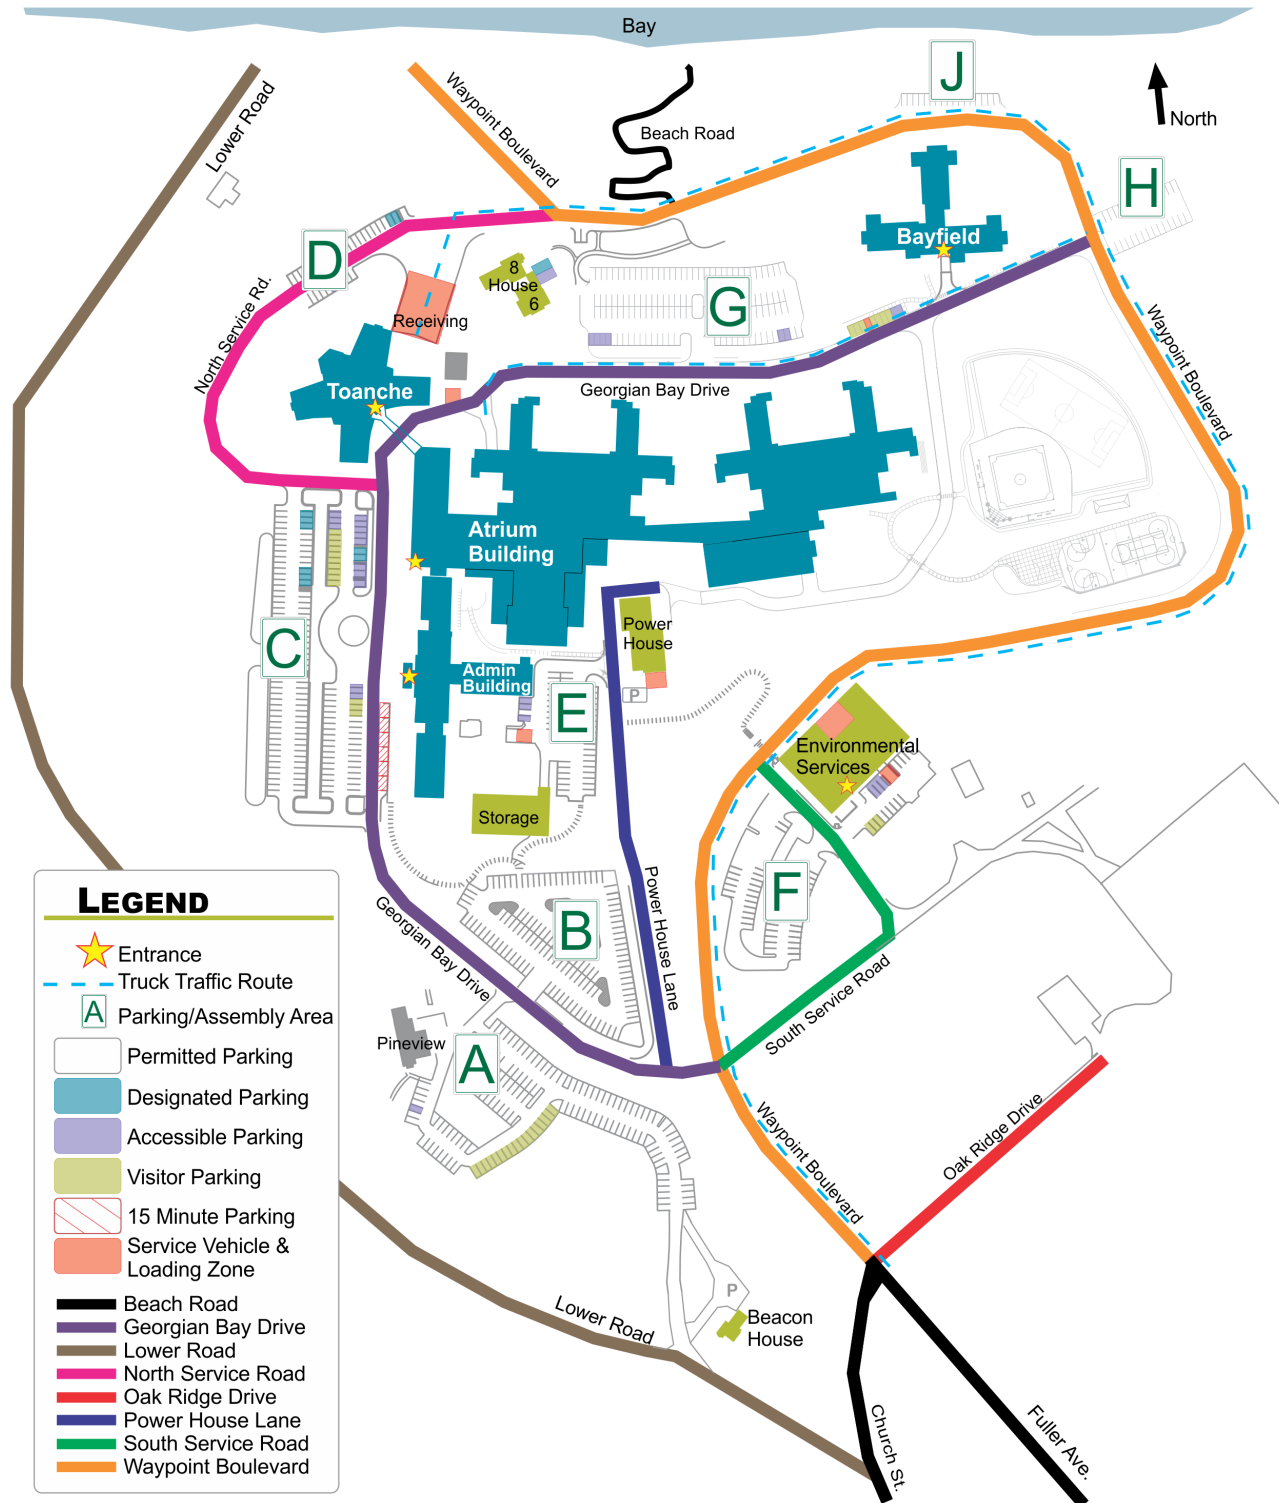 Bay
J
North
Waypoint Boulevard
Beach Road
Lower Road
H
D
Bayfield
8
House
6
G
Receiving
North Service Rd.
Waypoint Boulevard
Toanche
Georgian Bay Drive
Atrium
Building
C
Power
House
Admin
Building
E
P
Environmental
Services
Storage
F
B
Power House Lane
Georgian Bay Drive
South Service Road
Pineview
A
Waypoint Boulevard
Oak Ridge Drive
P
Beacon
House
Lower Road
Church St.
Fuller Ave.
LEGEND
Entrance
Truck Traffic Route
A Parking/Assembly Area
Permitted Parking
Designated Parking
Accessible Parking
Visitor Parking
15 Minute Parking
Service Vehicle &
Loading Zone
Beach Road
Georgian Bay Drive
Lower Road
North Service Road
Oak Ridge Drive
Power House Lane
South Service Road
Waypoint Boulevard